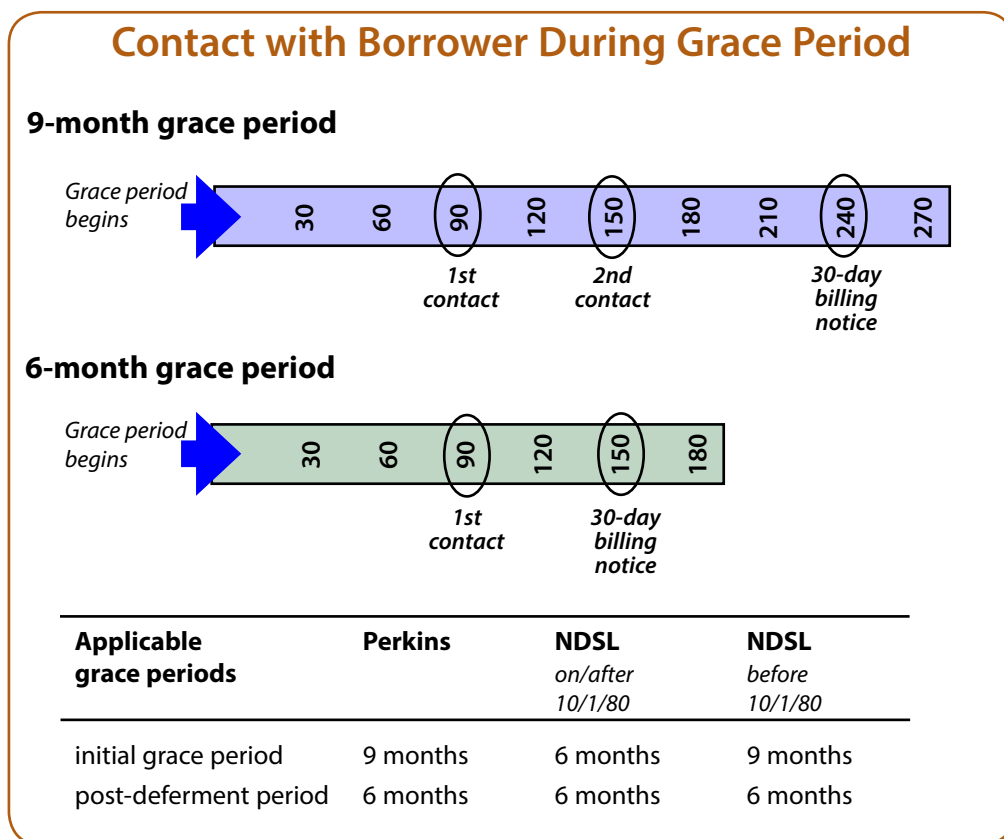 Contact with Borrower During Grace Period
9-month grace period
Grace period
begins
30 60 90 120 150 180 210 240 270
1st
contact
2nd
contact
30-day
billing
notice
6-month grace period
Grace period
begins
30 60 90 120 150 180
1st
contact
30-day
billing
notice
Applicable
grace periods
Perkins
NDSL
on/after
10/1/80
NDSL
before
10/1/80
initial grace period 9 months 6 months 9 months
post-deferment period 6 months 6 months 6 months